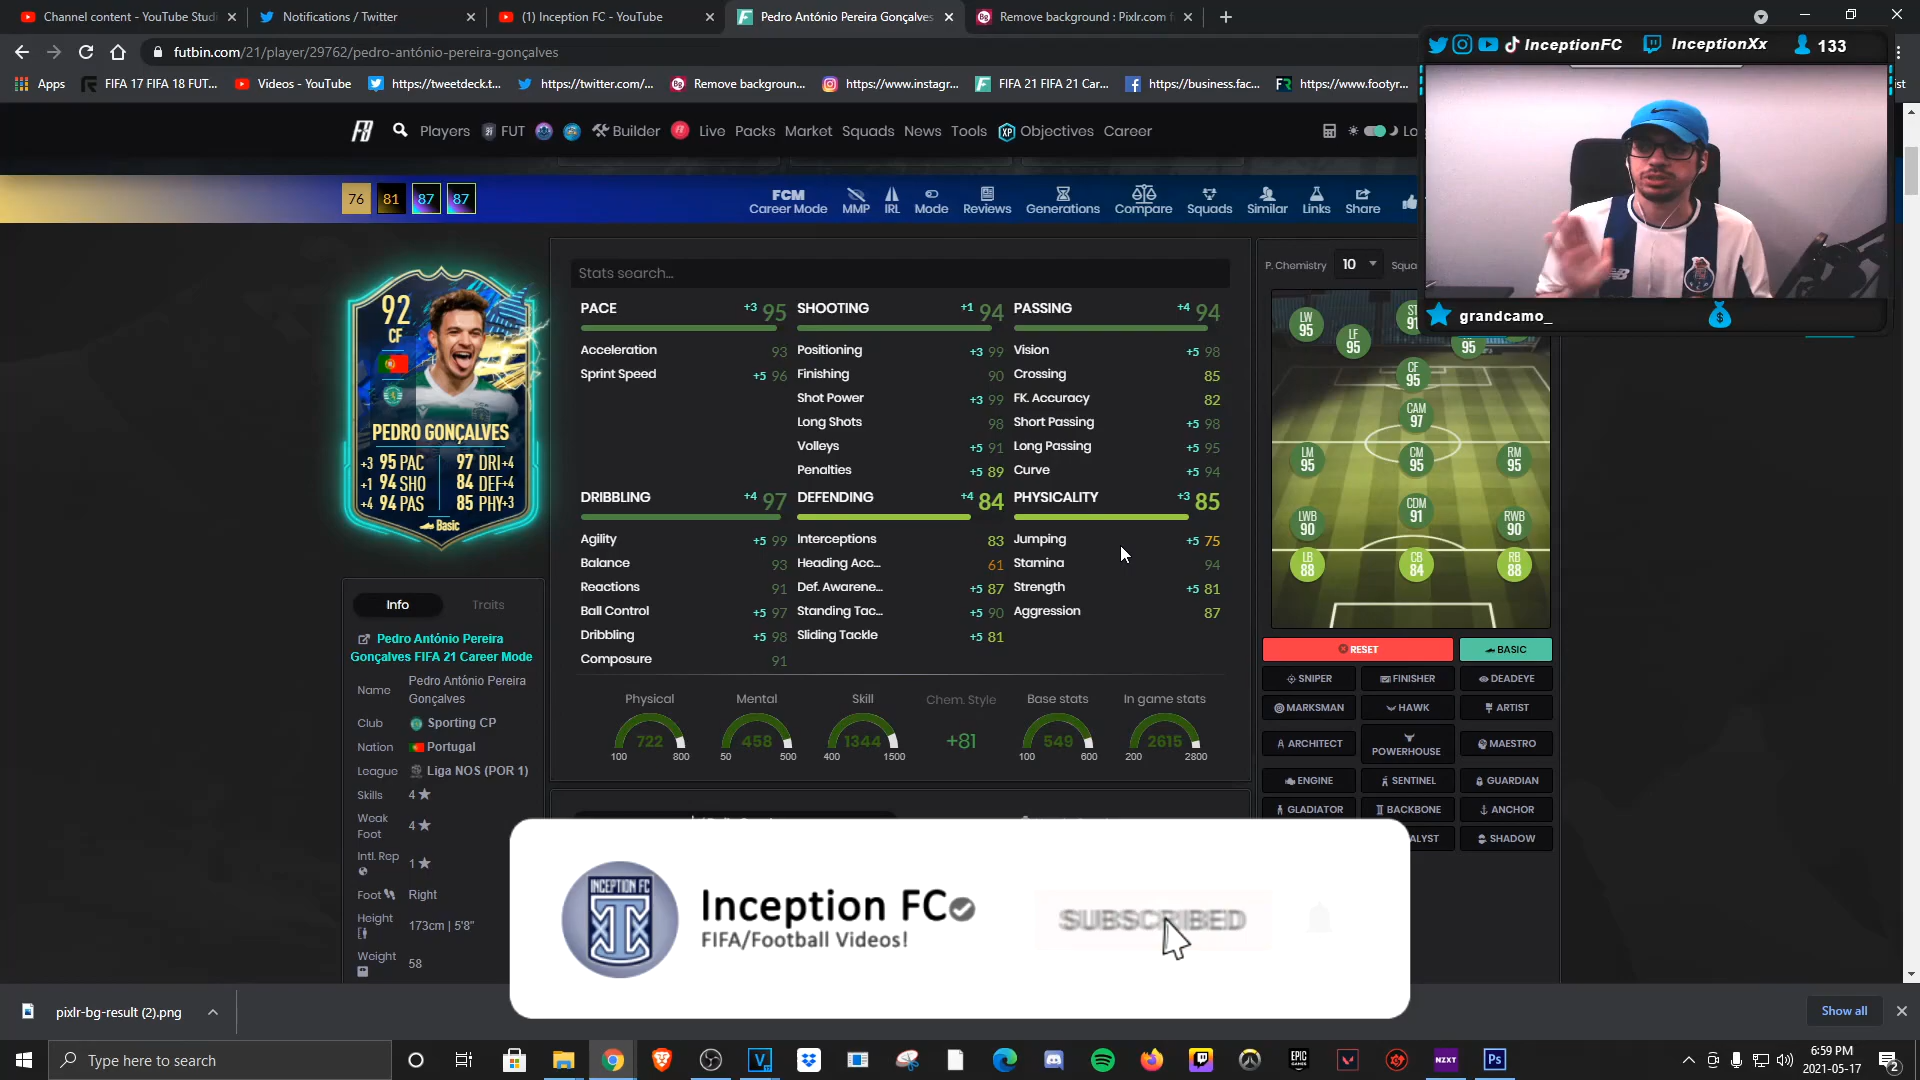 Channel content - YouTube Studi
Notifications / Twitter
(1) Inception FC - YouTube
Pedro António Pereira Gonçalves
Remove background : Pixlr.com f
futbin.com/21/player/29762/pedro-antónio-pereira-gonçalves
InceptionFC
InceptionXx
133
Apps
FIFA 17 FIFA 18 FUT...
Videos - YouTube
https://tweetdeck.t...
https://twitter.com/...
Remove backgroun...
https://www.instagr...
FIFA 21 FIFA 21 Car...
https://business.fac...
https://www.footyr...
ist
Players
FUT
Builder
Live
Packs
Market
Squads
News
Tools
XP
Objectives
Career
Lo
76
81
87
87
FCM
Career Mode
MMP
IRL
Mode
Reviews
Generations
Compare
Squads
Similar
Links
Share
grandcamo_
Stats search...
P. Chemistry
10
Squa
92
CF
PEDRO GONÇALVES
+3 95 PAC
97 DRI+4
+1 94 SHO
84 DEF+4
+4 94 PAS
85 PHY+3
Basic
PACE +3 95
Acceleration 93
Sprint Speed +5 96
SHOOTING +1 94
Positioning +3 99
Finishing 90
Shot Power +3 99
Long Shots 98
Volleys +5 91
Penalties +5 89
PASSING +4 94
Vision +5 98
Crossing 85
FK. Accuracy 82
Short Passing +5 98
Long Passing +5 95
Curve +5 94
DRIBBLING +4 97
Agility +5 99
Balance 93
Reactions 91
Ball Control +5 97
Dribbling +5 98
Composure 91
DEFENDING +4 84
Interceptions 83
Heading Acc... 61
Def. Awarene... +5 87
Standing Tac... +5 90
Sliding Tackle +5 81
PHYSICALITY +3 85
Jumping +5 75
Stamina 94
Strength +5 81
Aggression 87
Physical
722
100 800
Mental
458
50 500
Skill
1344
400 1500
Chem. Style
+81
Base stats
549
100 600
In game stats
2615
200 2800
LW
95
LF
95
ST
91
95
CF
95
CAM
97
LM
95
CM
95
RM
95
LWB
90
CDM
91
RWB
90
LB
88
CB
84
RB
88
RESET
BASIC
SNIPER
FINISHER
DEADEYE
MARKSMAN
HAWK
ARTIST
ARCHITECT
POWERHOUSE
MAESTRO
ENGINE
SENTINEL
GUARDIAN
GLADIATOR
BACKBONE
ANCHOR
ALYST
SHADOW
Info
Traits
Pedro António Pereira
Gonçalves FIFA 21 Career Mode
Name Pedro António Pereira
Gonçalves
Club Sporting CP
Nation Portugal
League Liga NOS (POR 1)
Skills 4
Weak
Foot 4
Intl. Rep 1
Foot Right
Height 173cm | 5'8"
Weight 58
INCEPTION FC
Inception FC
FIFA/Football Videos!
SUBSCRIBED
pixlr-bg-result (2).png
Show all
Type here to search
EPIC
GAMES
NZXT
Ps
6:59 PM
2021-05-17
2